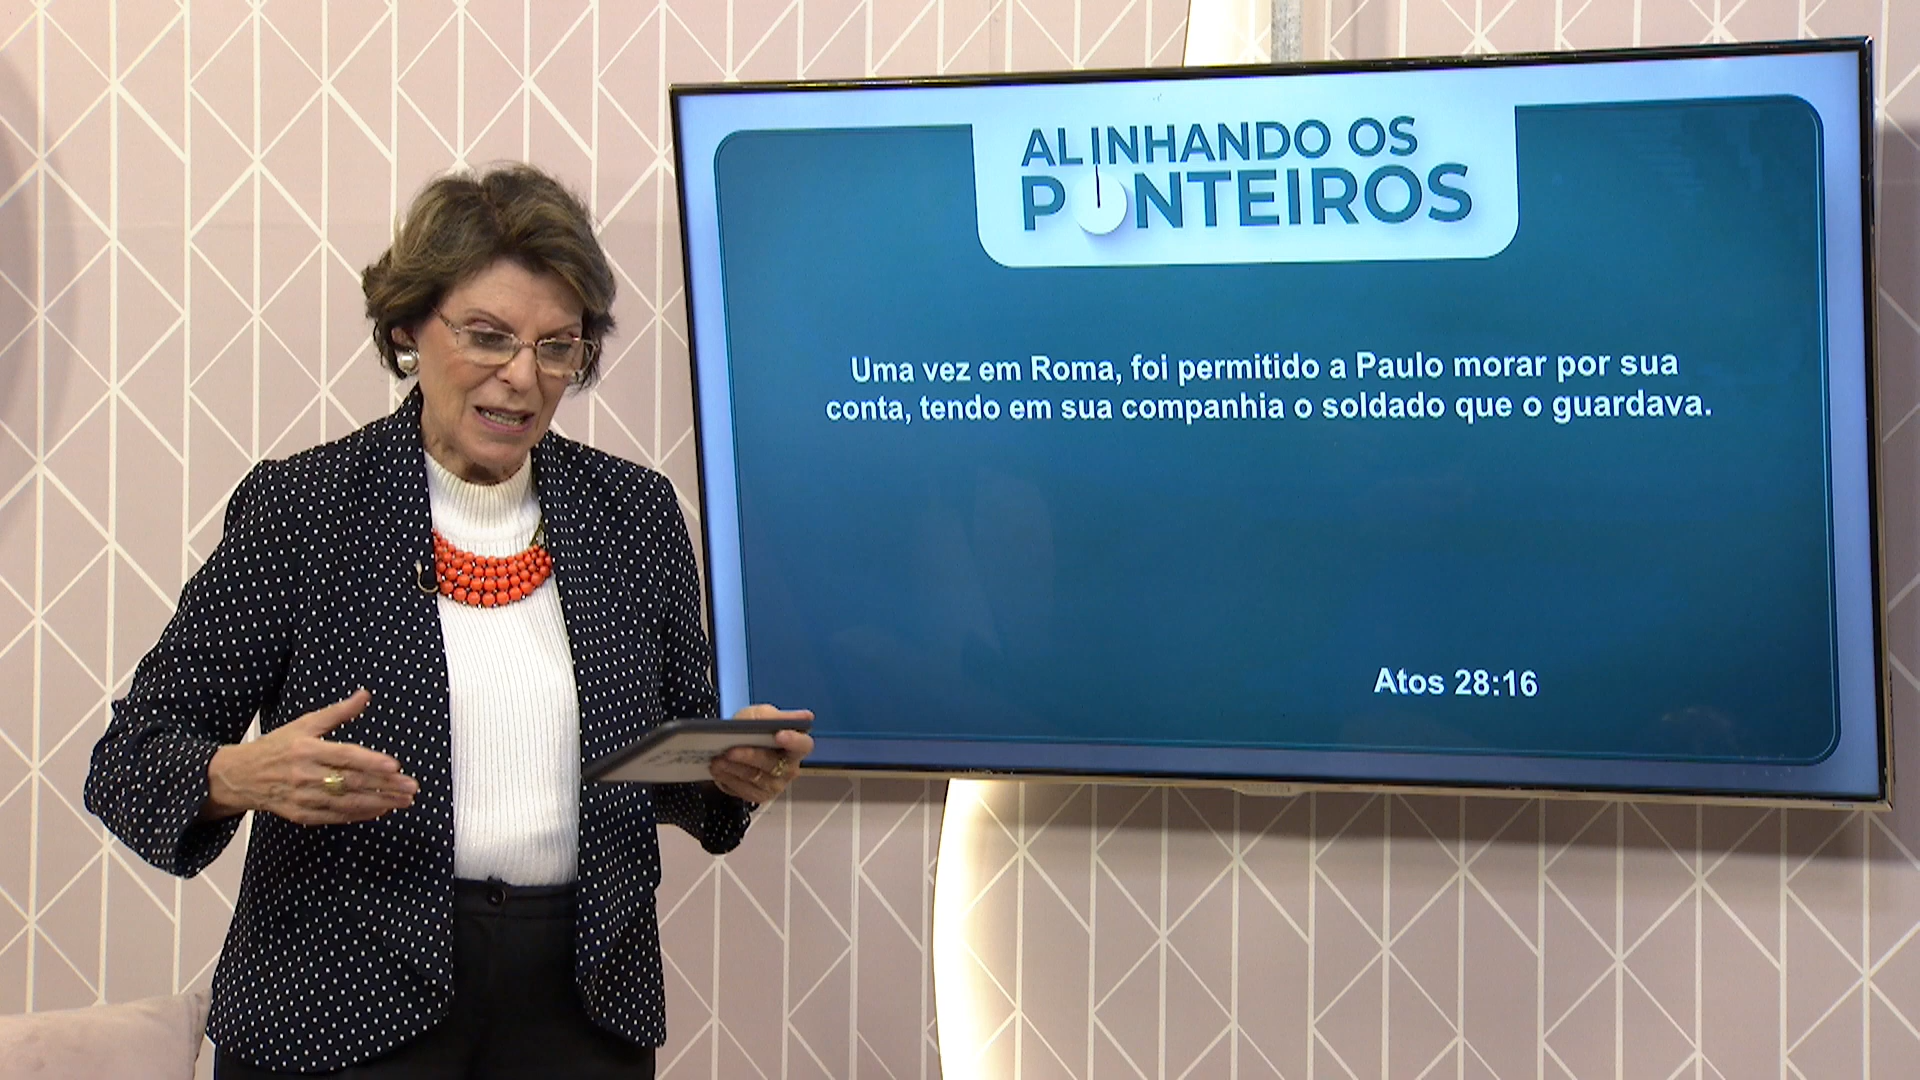 ALINHANDO OS
PONTEIROS
Uma vez em Roma, foi permitido a Paulo morar por sua
conta, tendo em sua companhia o soldado que o guardava.
Atos 28:16